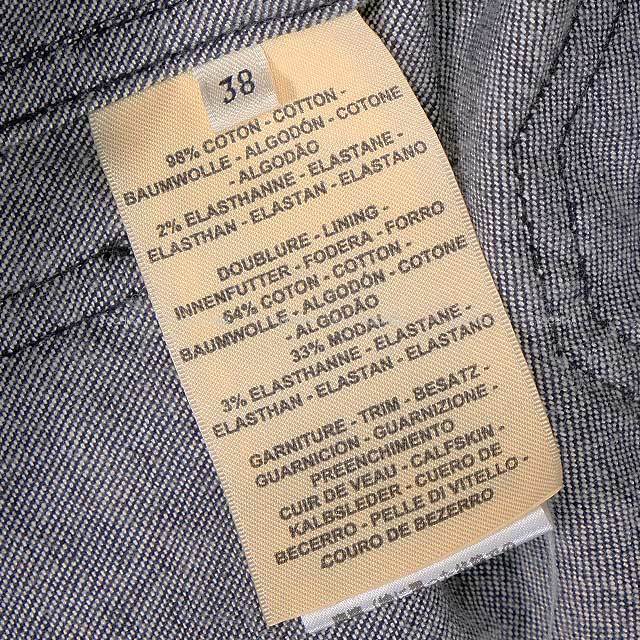 38
98% COTON - COTTON -
BAUMWOLLE - ALGODÓN - COTONE
- ALGODÃO
2% ELASTHANNE - ELASTANE -
ELASTHAN - ELASTAN - ELASTANO
DOUBLURE - LINING -
INNENFUTTER - FODERA - FORRO
64% COTON - COTTON -
BAUMWOLLE - ALGODÓN - COTONE
- ALGODÃO
33% MODAL
3% ELASTHANNE - ELASTANE -
ELASTHAN - ELASTAN - ELASTANO
GARNITURE - TRIM - BESATZ -
GUARNICION - GUARNIZIONE -
PREENCHIMENTO
CUIR DE VEAU - CALFSKIN -
KALBSLEDER - CUERO DE
BECERRO - PELLE DI VITELLO -
COURO DE BEZERRO